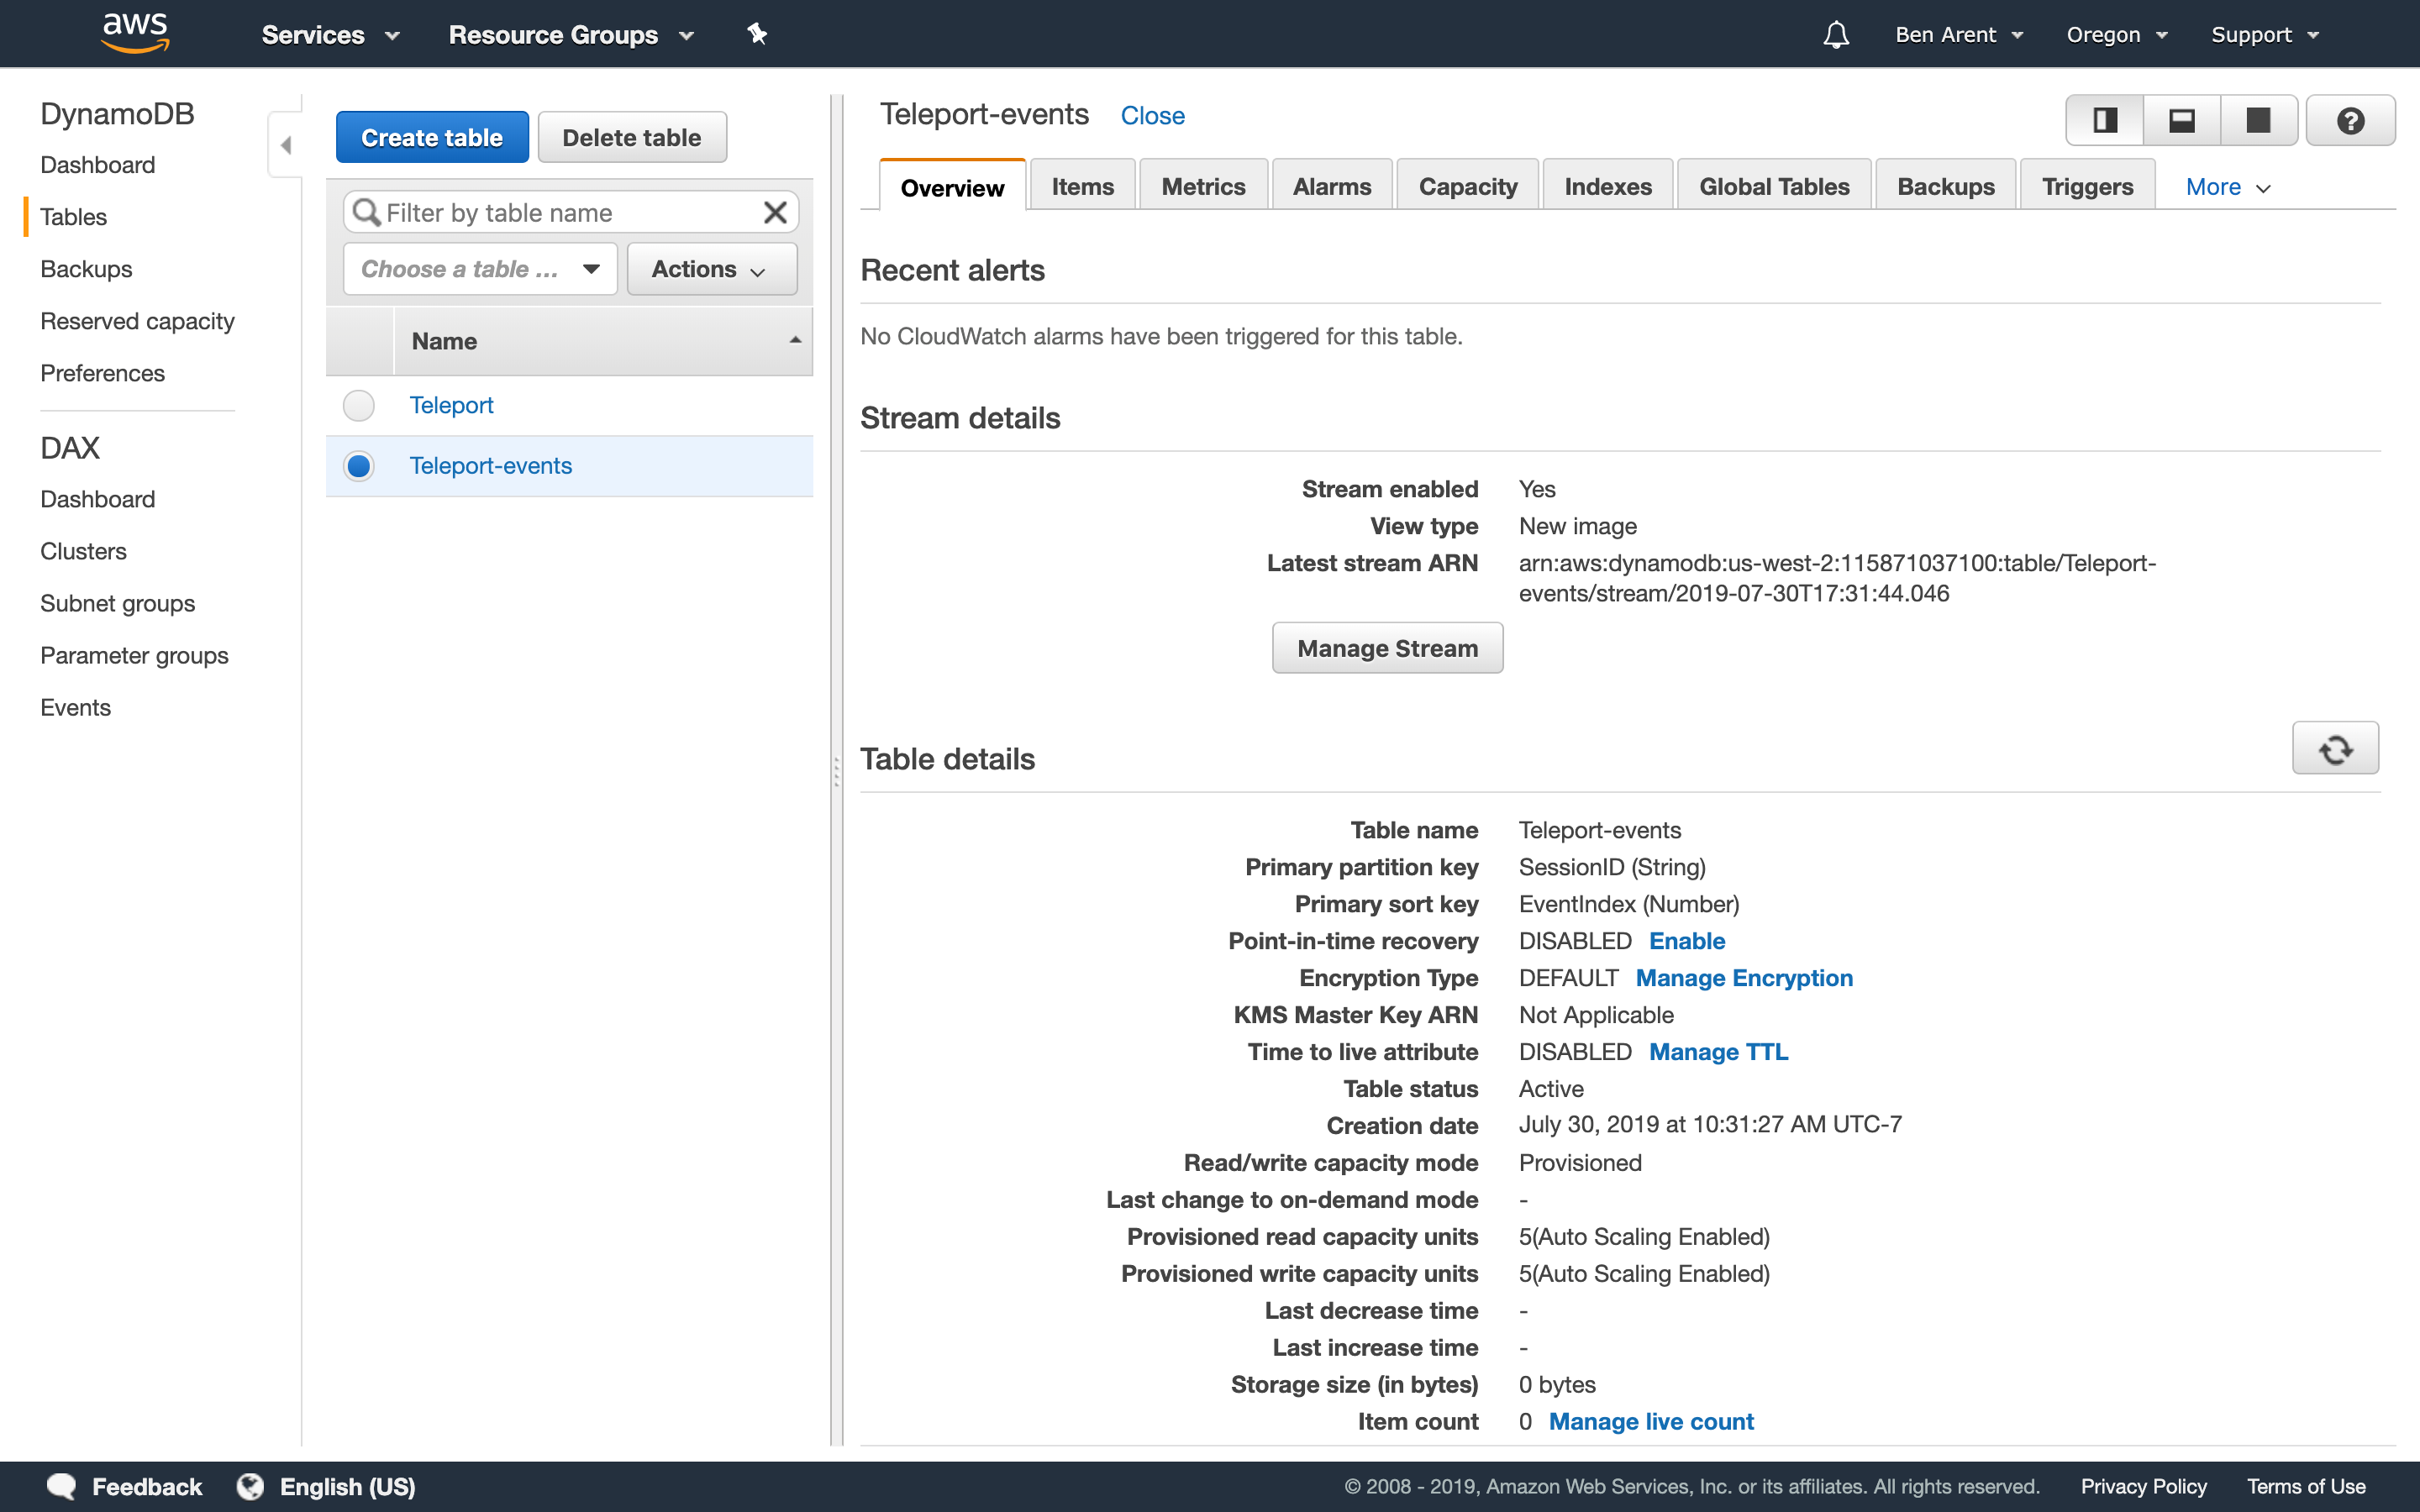 aws
Services
Resource Groups
Ben Arent
Oregon
Support
DynamoDB
Dashboard
Tables
Backups
Reserved capacity
Preferences
DAX
Dashboard
Clusters
Subnet groups
Parameter groups
Events
Create table
Delete table
Filter by table name
Choose a table ...
Actions
Name
Teleport
Teleport-events
Teleport-events Close
Overview
Items
Metrics
Alarms
Capacity
Indexes
Global Tables
Backups
Triggers
More
Recent alerts
No CloudWatch alarms have been triggered for this table.
Stream details
Stream enabled Yes
View type New image
Latest stream ARN arn:aws:dynamodb:us-west-2:115871037100:table/Teleport-
events/stream/2019-07-30T17:31:44.046
Manage Stream
Table details
Table name Teleport-events
Primary partition key SessionID (String)
Primary sort key EventIndex (Number)
Point-in-time recovery DISABLED Enable
Encryption Type DEFAULT Manage Encryption
KMS Master Key ARN Not Applicable
Time to live attribute DISABLED Manage TTL
Table status Active
Creation date July 30, 2019 at 10:31:27 AM UTC-7
Read/write capacity mode Provisioned
Last change to on-demand mode -
Provisioned read capacity units 5(Auto Scaling Enabled)
Provisioned write capacity units 5(Auto Scaling Enabled)
Last decrease time -
Last increase time -
Storage size (in bytes) 0 bytes
Item count 0 Manage live count
Feedback
English (US)
© 2008 - 2019, Amazon Web Services, Inc. or its affiliates. All rights reserved.
Privacy Policy
Terms of Use